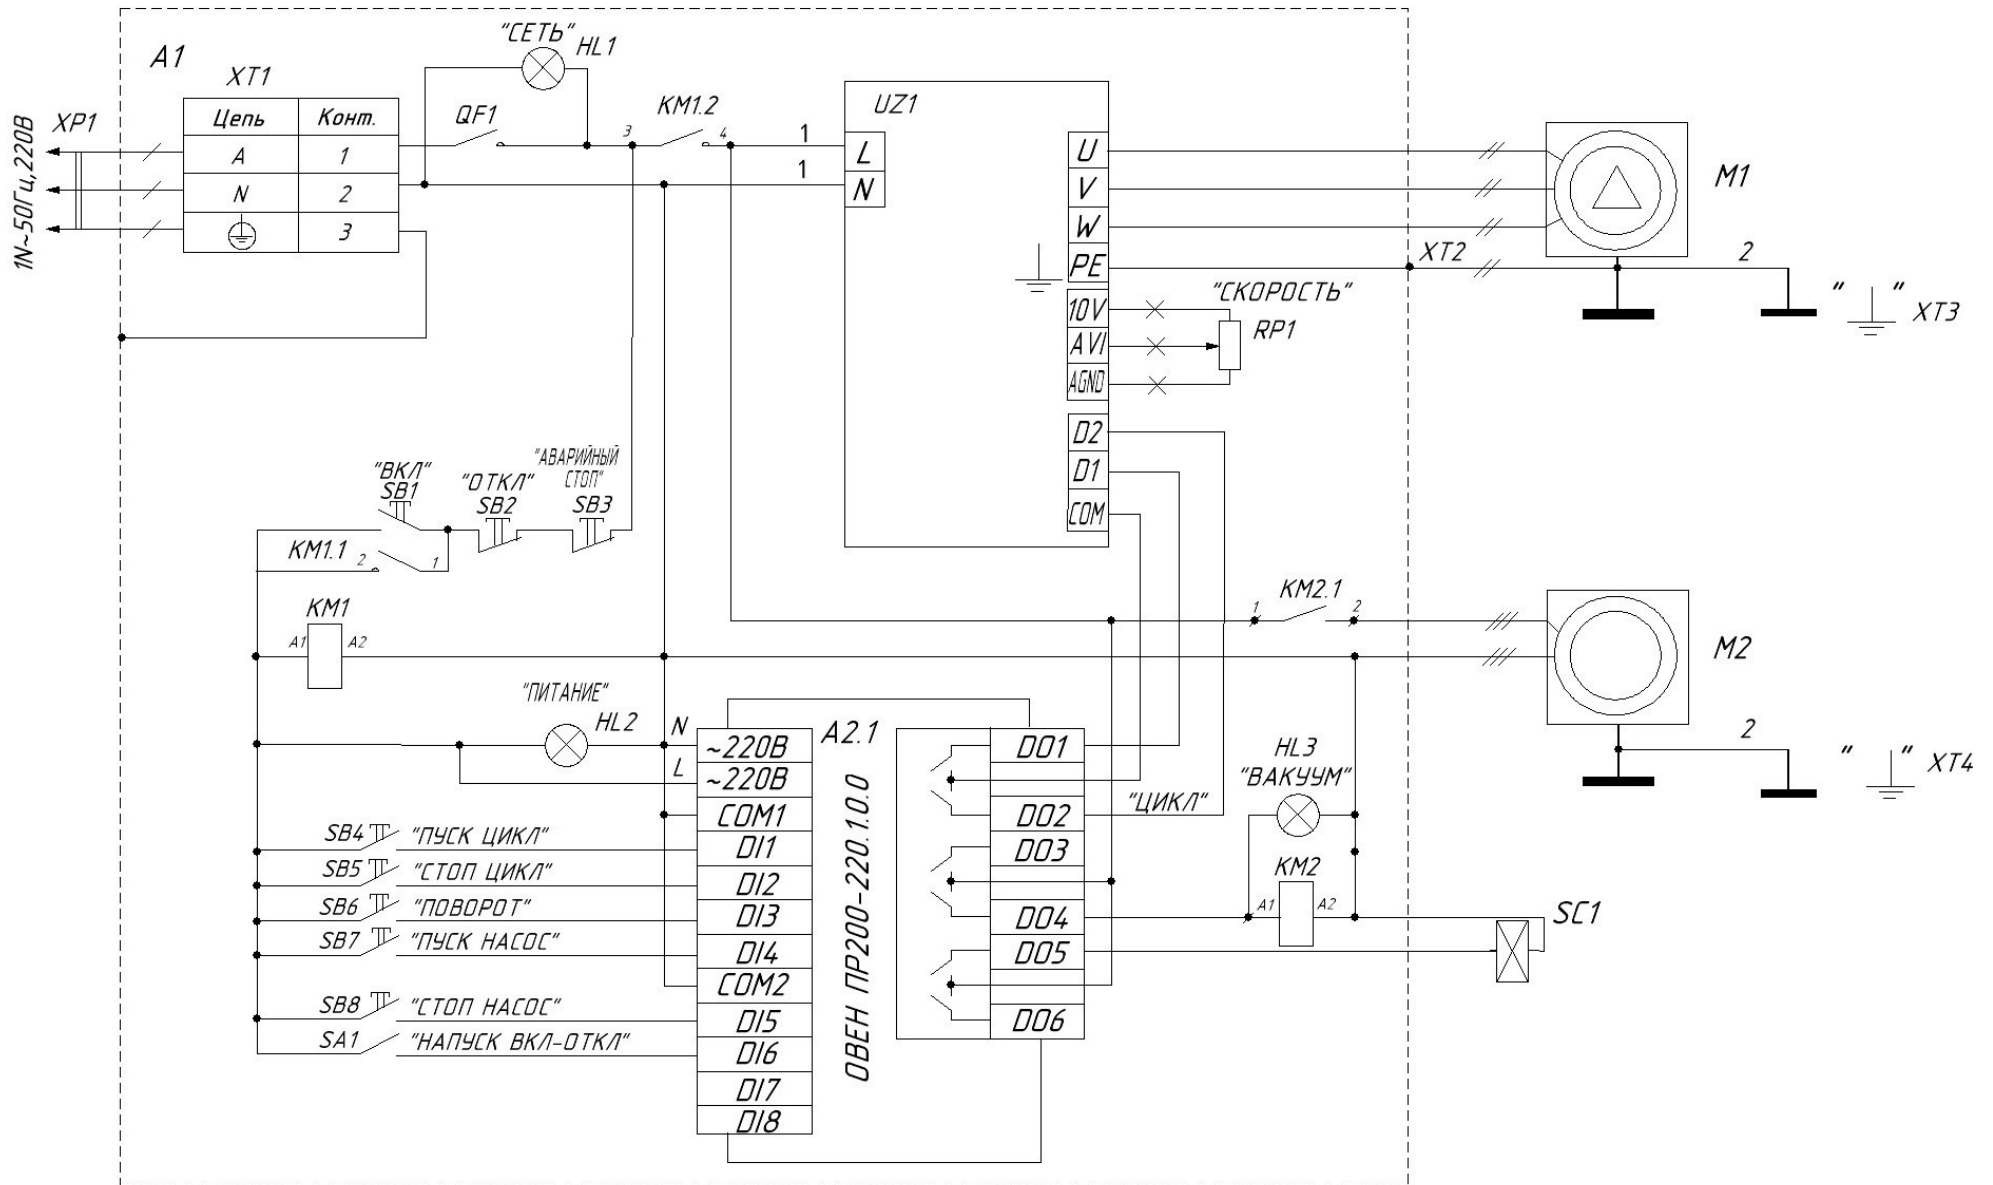 A1
"СЕТЬ"
HL1
XT1
XP1
1N~50Гц,220В
Цепь Конт.
A 1
N 2
3
QF1
3 KM1.2 4
1
1
UZ1
L
N
U
V
W
PE
10V
AVI
AGND
D2
D1
COM
"СКОРОСТЬ"
RP1
XT2
M1
2
" "
XT3
"ВКЛ"
SB1
"ОТКЛ"
SB2
"АВАРИЙНЫЙ
СТОП"
SB3
KM1.1 2 1
KM1
A1 A2
KM2.1
1 2
M2
2
" "
XT4
"ПИТАНИЕ"
HL2
N
L
~220В
~220В
COM1
DI1
DI2
DI3
DI4
COM2
DI5
DI6
DI7
DI8
SB4 "ПУСК ЦИКЛ"
SB5 "СТОП ЦИКЛ"
SB6 "ПОВОРОТ"
SB7 "ПУСК НАСОС"
SB8 "СТОП НАСОС"
SA1 "НАПУСК ВКЛ-ОТКЛ"
A2.1
ОВЕН ПР200-220.1.0.0
DO1
DO2
DO3
DO4
DO5
DO6
"ЦИКЛ"
HL3
"ВАКУУМ"
KM2
A1 A2
SC1